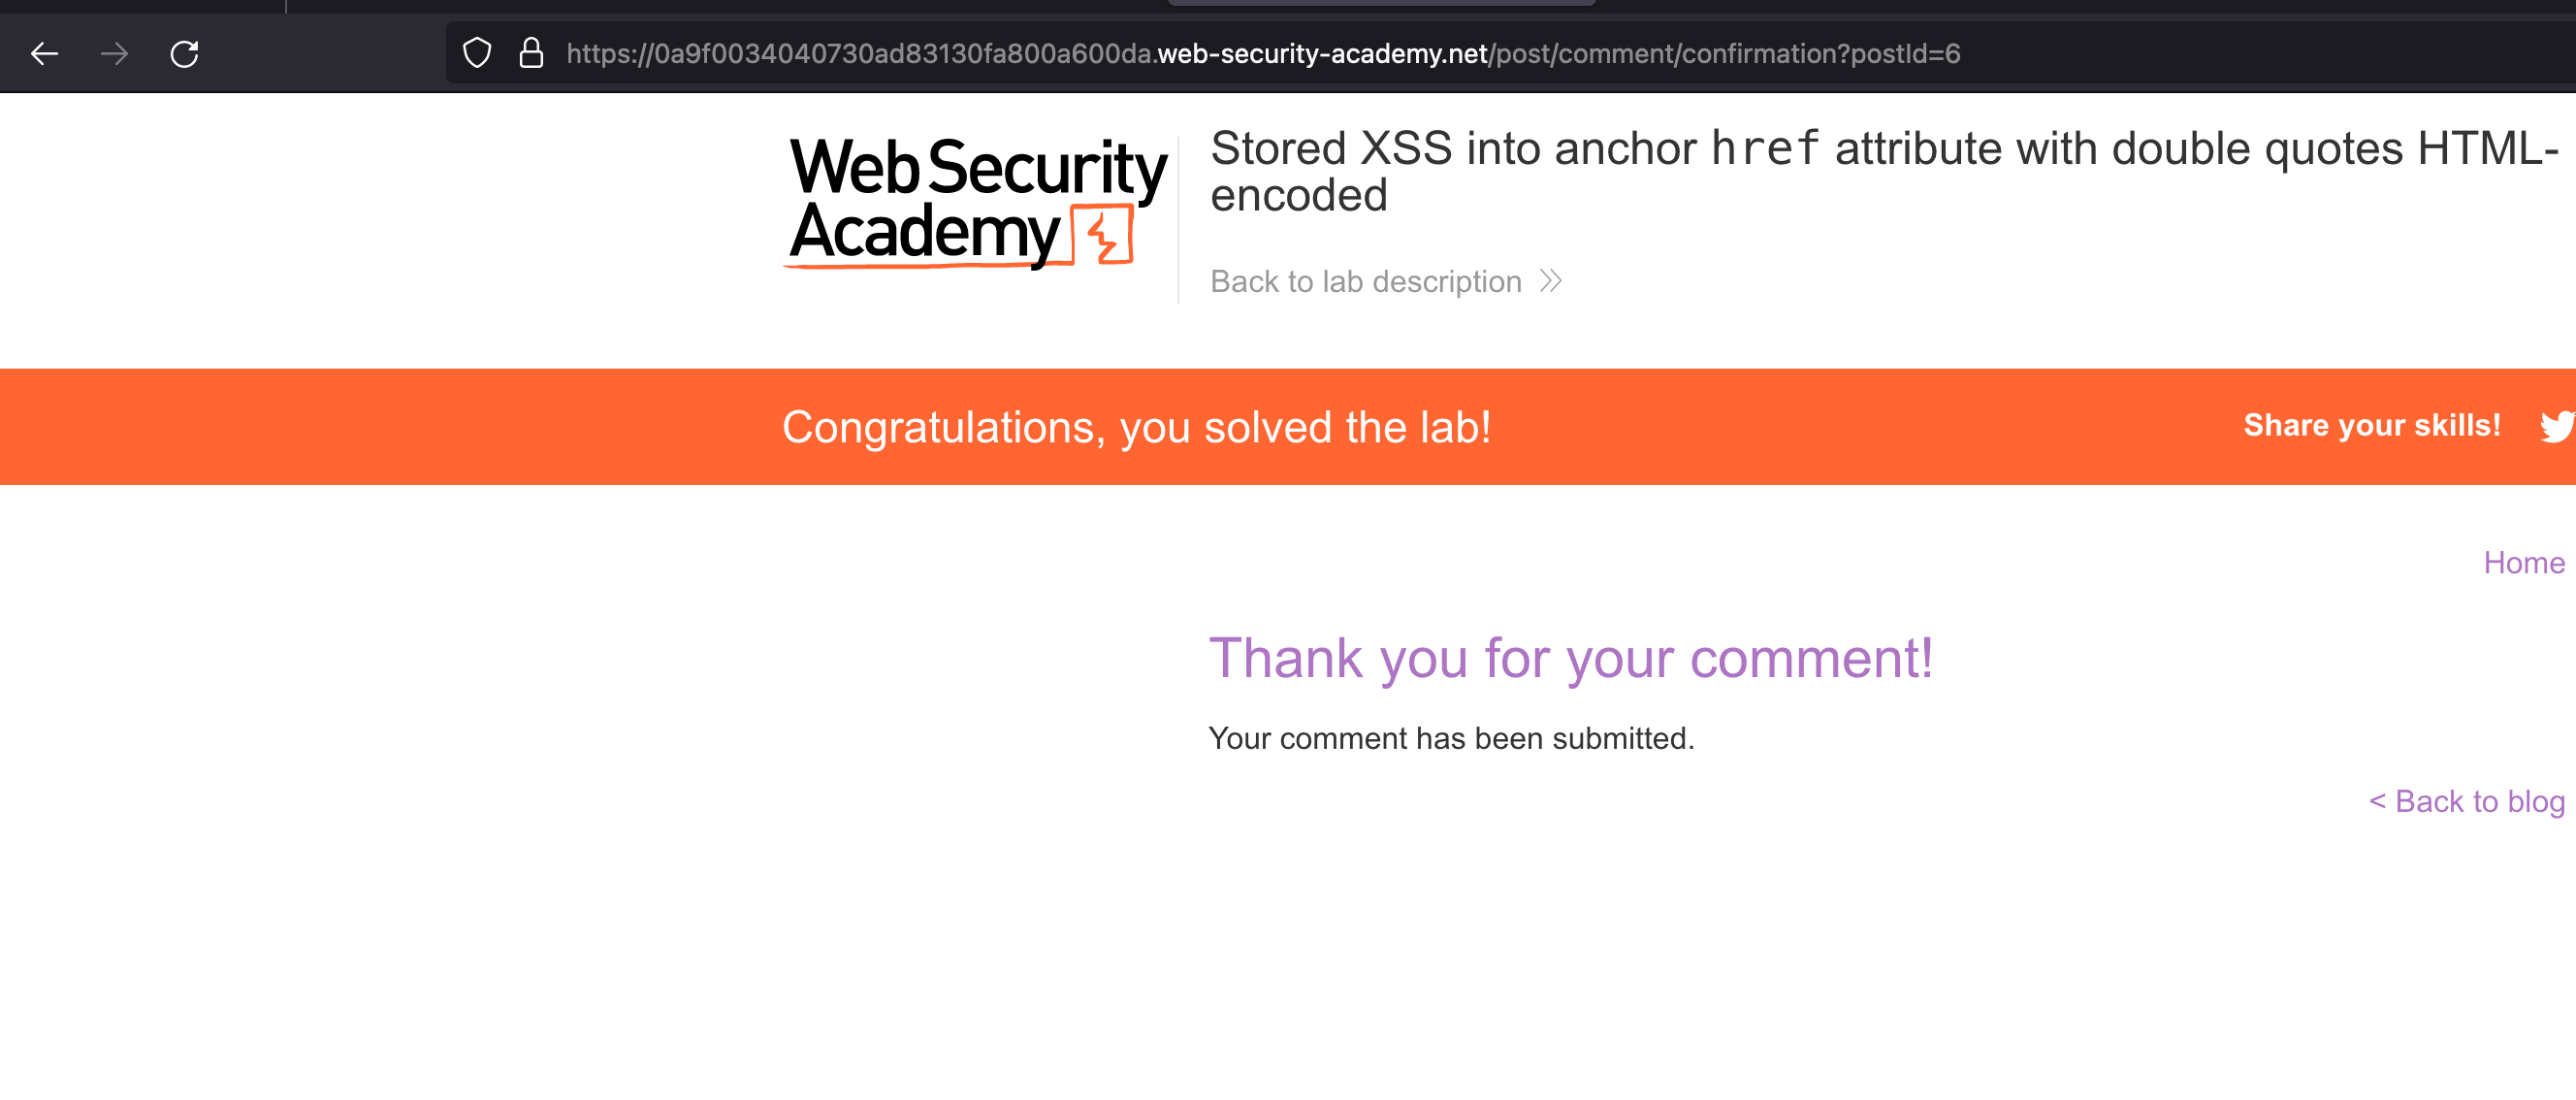 https://0a9f0034040730ad83130fa800a600da.web-security-academy.net/post/comment/confirmation?postId=6
Web Security
Academy
Stored XSS into anchor href attribute with double quotes HTML-
encoded
Back to lab description
Congratulations, you solved the lab!
Share your skills!
Home
Thank you for your comment!
Your comment has been submitted.
< Back to blog